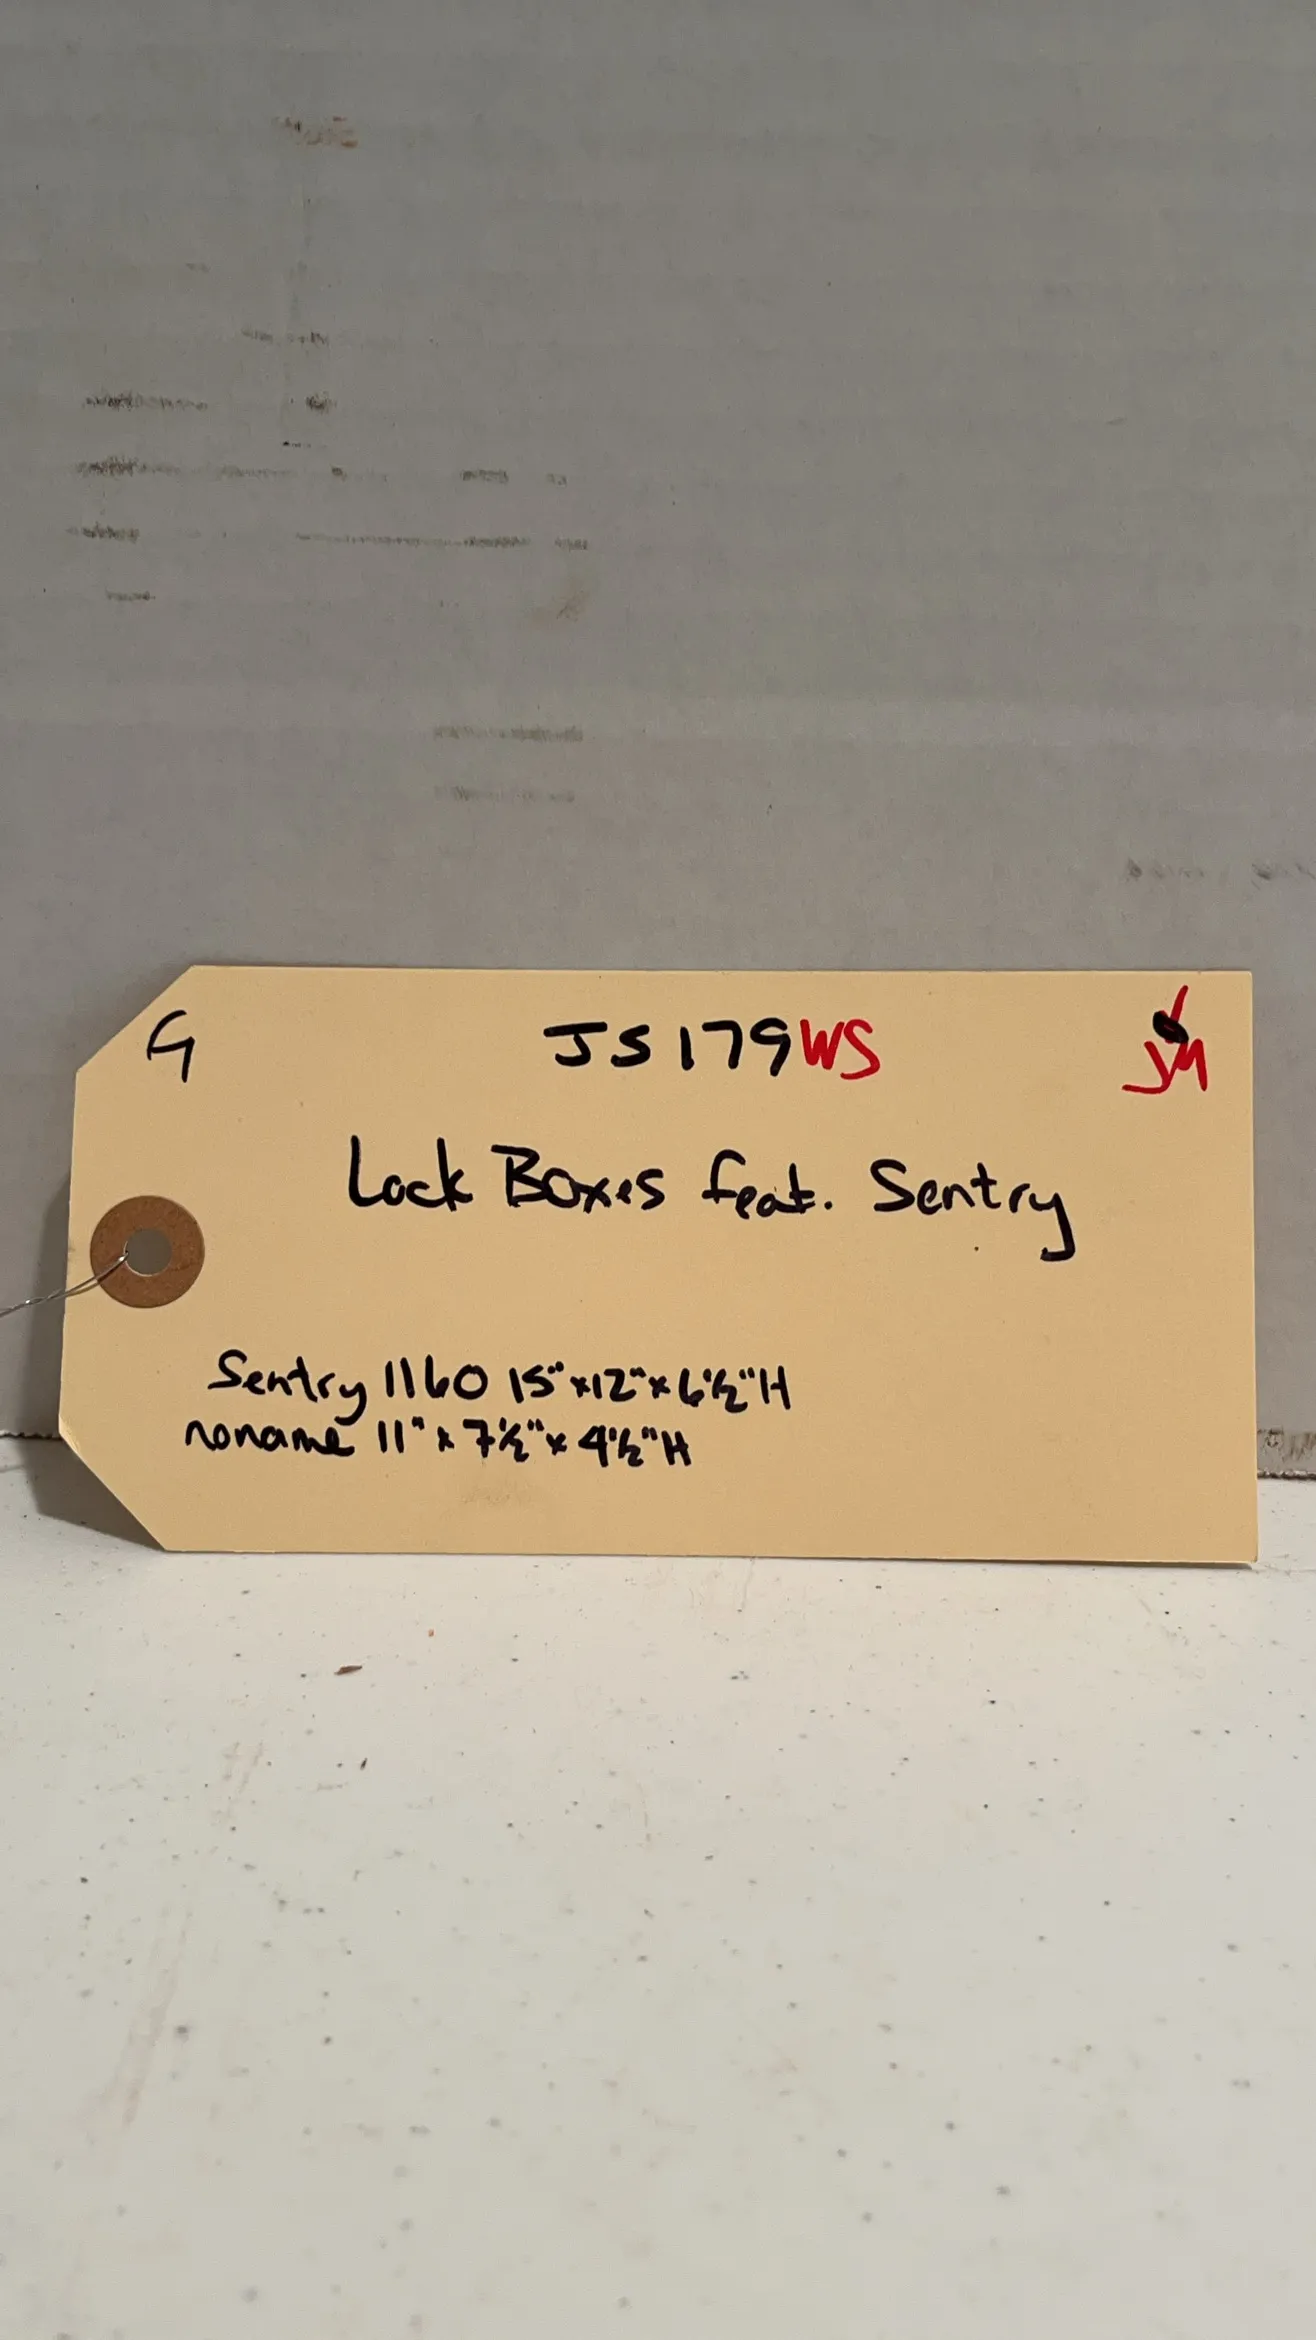 G JS179WS
Lock Boxes feat. Sentry
Sentry 1160 15"x12"x6½"H
noname 11"x7½"x4½"H